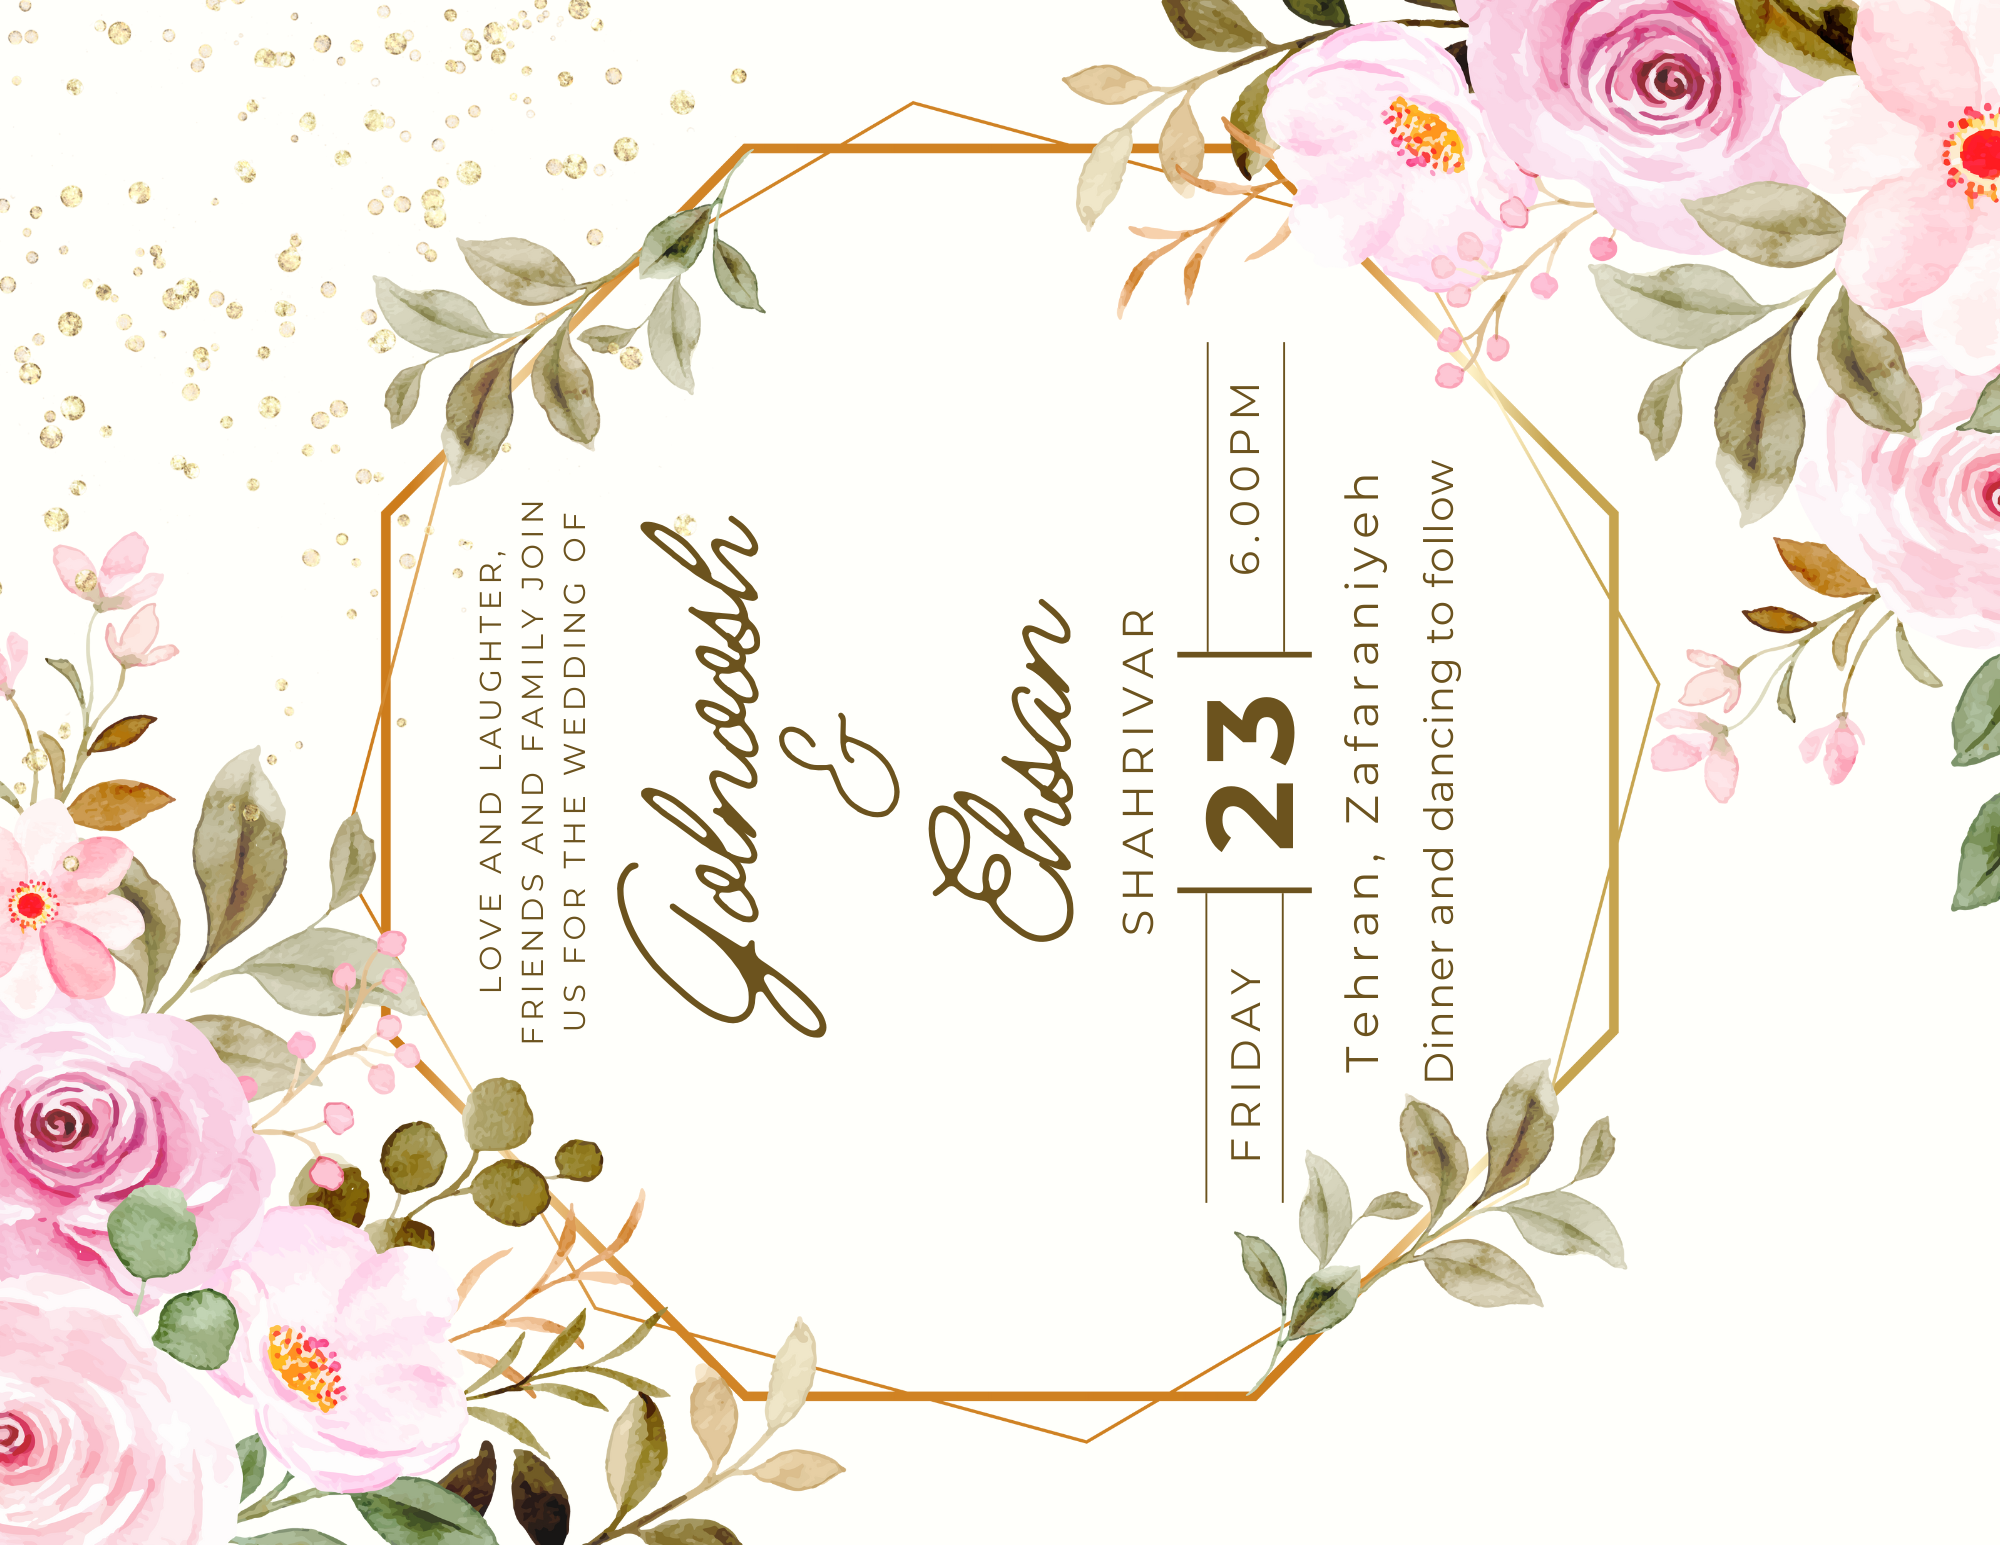 LOVE AND LAUGHTER,
FRIENDS AND FAMILY JOIN
US FOR THE WEDDING OF
Golnoosh
&
Ehsan
SHAHRIVAR
FRIDAY 23 6.00PM
Tehran, Zafaraniyeh
Dinner and dancing to follow